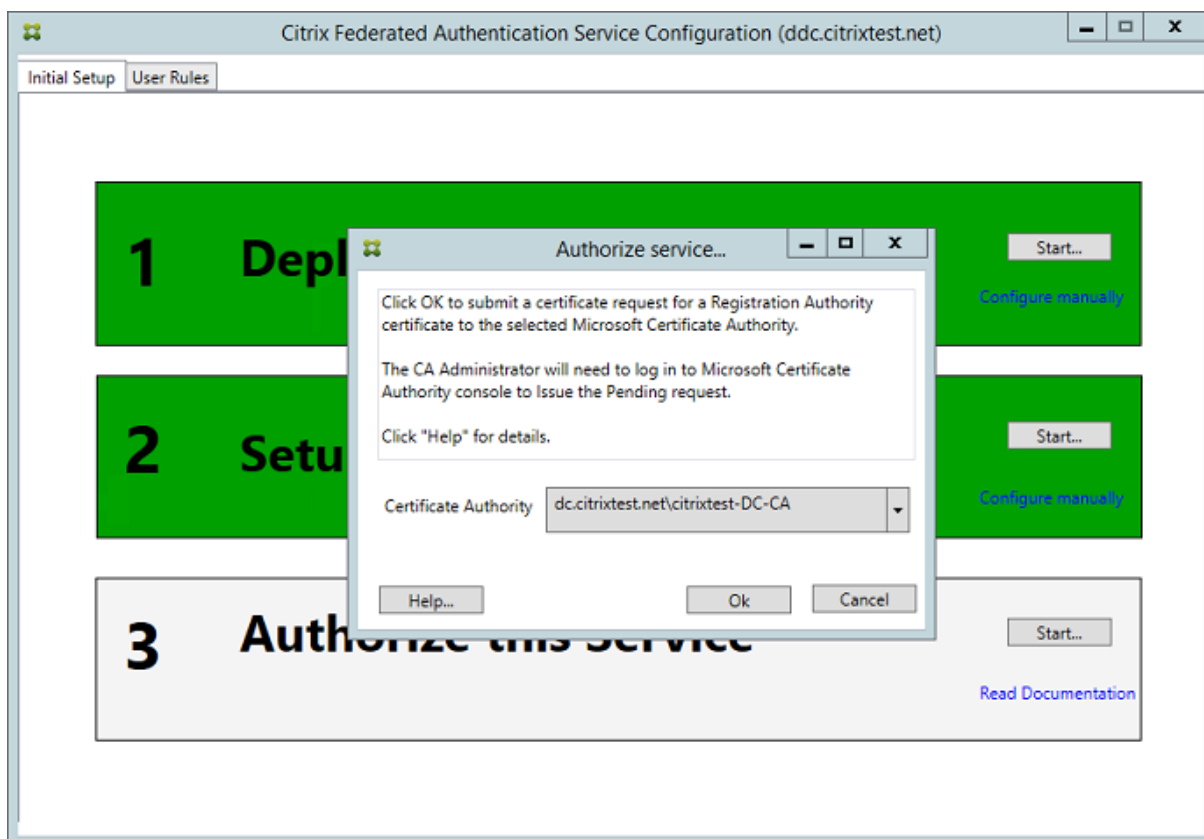 Citrix Federated Authentication Service Configuration (ddc.citrixtest.net)
Initial Setup User Rules
1
Depl
Start...
Configure manually
Authorize service...
Click OK to submit a certificate request for a Registration Authority
certificate to the selected Microsoft Certificate Authority.
The CA Administrator will need to log in to Microsoft Certificate
Authority console to Issue the Pending request.
Click "Help" for details.
Certificate Authority dc.citrixtest.net\citrixtest-DC-CA
Help... Ok Cancel
2
Setu
Start...
Configure manually
3
Authorize this Service
Start...
Read Documentation